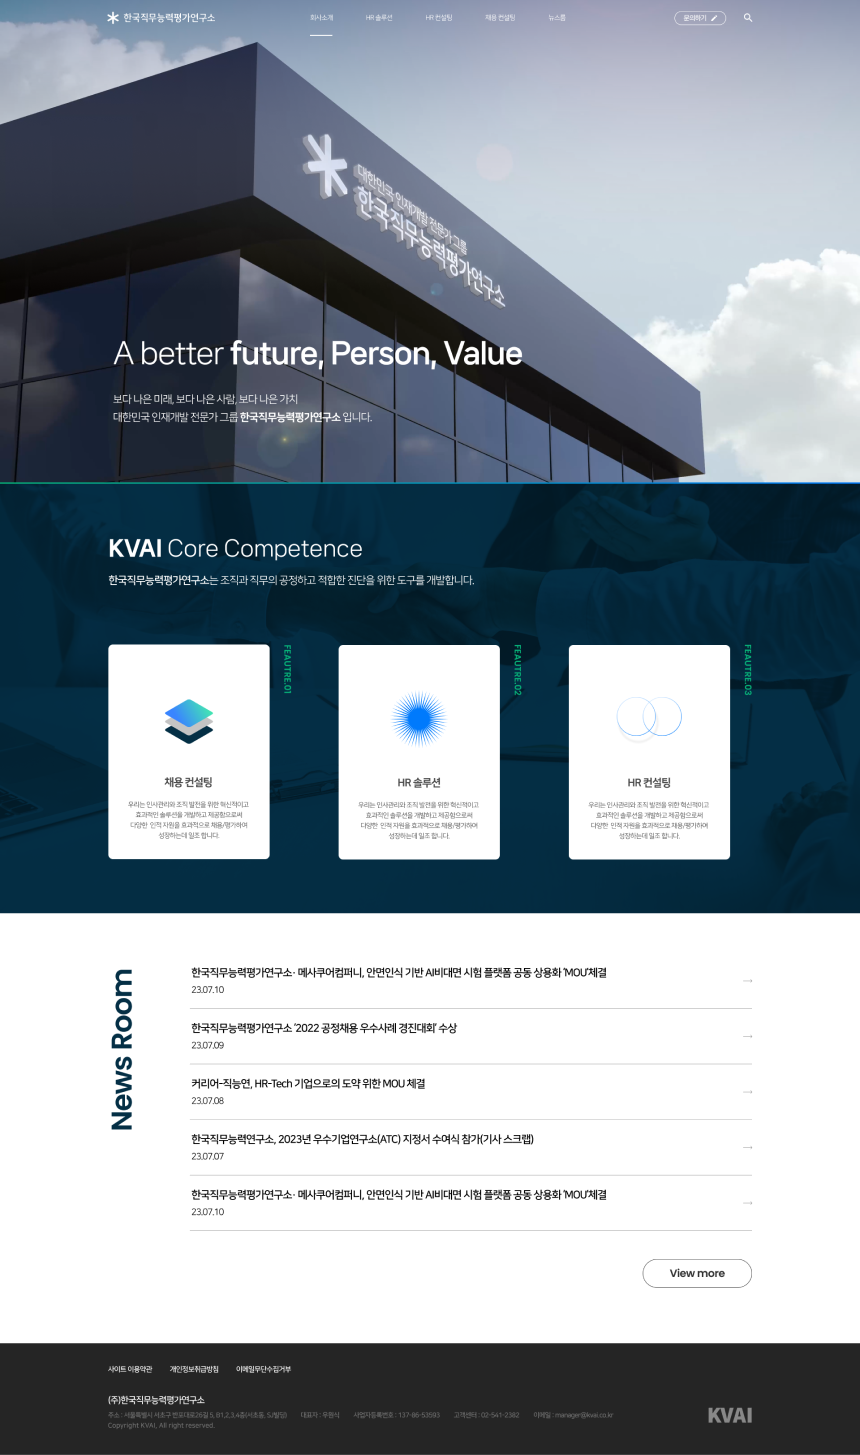 한국직무능력평가연구소
회사소개
HR 솔루션
HR 컨설팅
채용 컨설팅
뉴스룸
문의하기
대한민국 인재개발 전문가 그룹
한국직무능력평가연구소
A better future, Person, Value
보다 나은 미래, 보다 나은 사람, 보다 나은 가치
대한민국 인재개발 전문가 그룹 한국직무능력평가연구소 입니다.
KVAI Core Competence
한국직무능력평가연구소는 조직과 직무의 공정하고 적합한 진단을 위한 도구를 개발합니다.
FEAUTRE.01
채용 컨설팅
우리는 인사관리와 조직 발전을 위한 혁신적이고
효과적인 솔루션을 개발하고 제공함으로써
다양한 인적 자원을 효과적으로 채용/평가하여
성장하는데 일조 합니다.
FEAUTRE.02
HR 솔루션
우리는 인사관리와 조직 발전을 위한 혁신적이고
효과적인 솔루션을 개발하고 제공함으로써
다양한 인적 자원을 효과적으로 채용/평가하여
성장하는데 일조 합니다.
FEAUTRE.03
HR 컨설팅
우리는 인사관리와 조직 발전을 위한 혁신적이고
효과적인 솔루션을 개발하고 제공함으로써
다양한 인적 자원을 효과적으로 채용/평가하여
성장하는데 일조 합니다.
News Room
한국직무능력평가연구소· 메사쿠어컴퍼니, 안면인식 기반 AI비대면 시험 플랫폼 공동 상용화 'MOU'체결
23.07.10
한국직무능력평가연구소 '2022 공정채용 우수사례 경진대회' 수상
23.07.09
커리어-직능연, HR-Tech 기업으로의 도약 위한 MOU 체결
23.07.08
한국직무능력연구소, 2023년 우수기업연구소(ATC) 지정서 수여식 참가(기사 스크랩)
23.07.07
한국직무능력평가연구소· 메사쿠어컴퍼니, 안면인식 기반 AI비대면 시험 플랫폼 공동 상용화 'MOU'체결
23.07.10
View more
사이트 이용약관
개인정보취급방침
이메일무단수집거부
(주)한국직무능력평가연구소
주소 : 서울특별시 서초구 반포대로26길 5, B1,2,3,4층(서초동, SJ빌딩)
대표자 : 우원식
사업자등록번호 : 137-86-53593
고객센터 : 02-541-2382
이메일 : manager@kvai.co.kr
Copyright KVAI, All right reserved.
KVAI